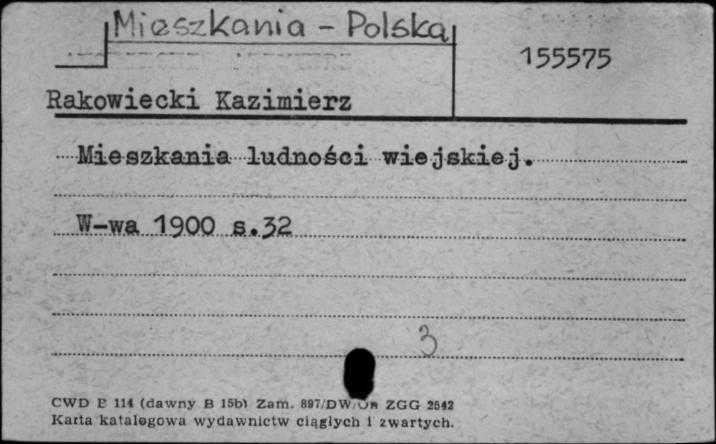 Mieszkania - Polska
155575
Rakowiecki Kazimierz
Mieszkania ludności wiejskiej.
W-wa 1900 s.32
3
CWD E 114 (dawny B 15b) Zam. 897/DW/On ZGG 2542
Karta katalogowa wydawnictw ciągłych i zwartych.